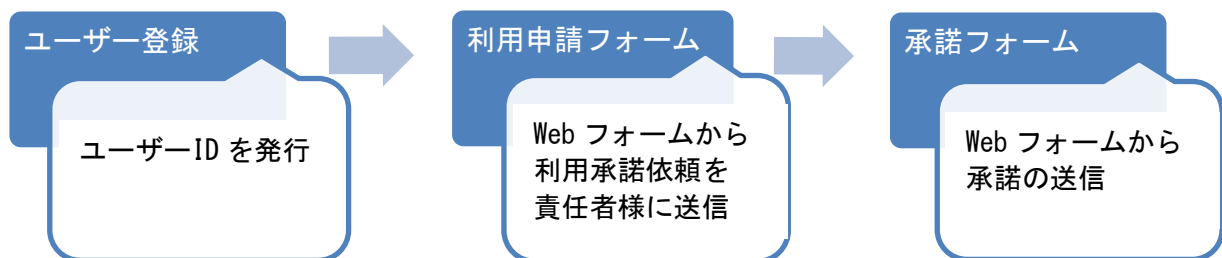 ユーザー登録
ユーザーID を発行
利用申請フォーム
Web フォームから
利用承諾依頼を
責任者様に送信
承諾フォーム
Web フォームから
承諾の送信